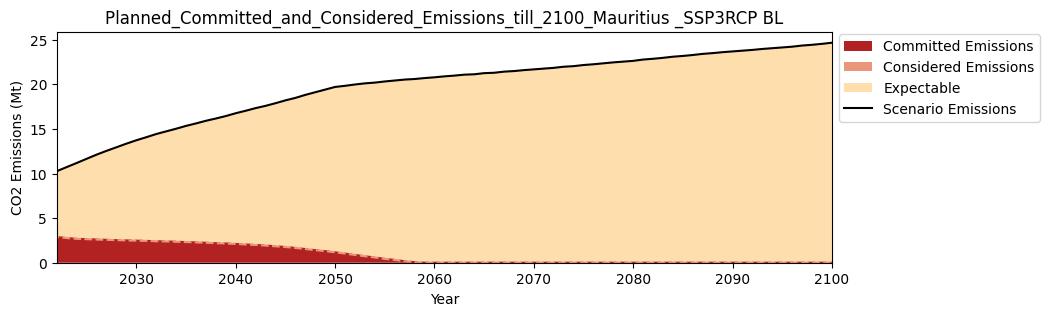 Planned_Committed_and_Considered_Emissions_till_2100_Mauritius _SSP3RCP BL
25
20
15
10
5
0
CO2 Emissions (Mt)
2030 2040 2050 2060 2070 2080 2090 2100
Year
Committed Emissions
Considered Emissions
Expectable
Scenario Emissions